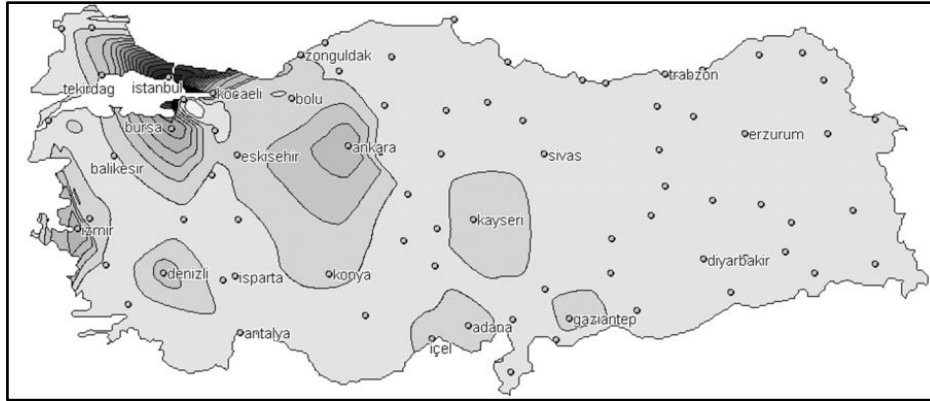 zonguldak
trabzon
tekirdag
istanbul
kocaeli
bolu
bursa
erzurum
ankara
balikesir
eskisehir
sivas
kayseri
izmir
diyarbakir
denizli
isparta
konya
gaziantep
adana
antalya
içel